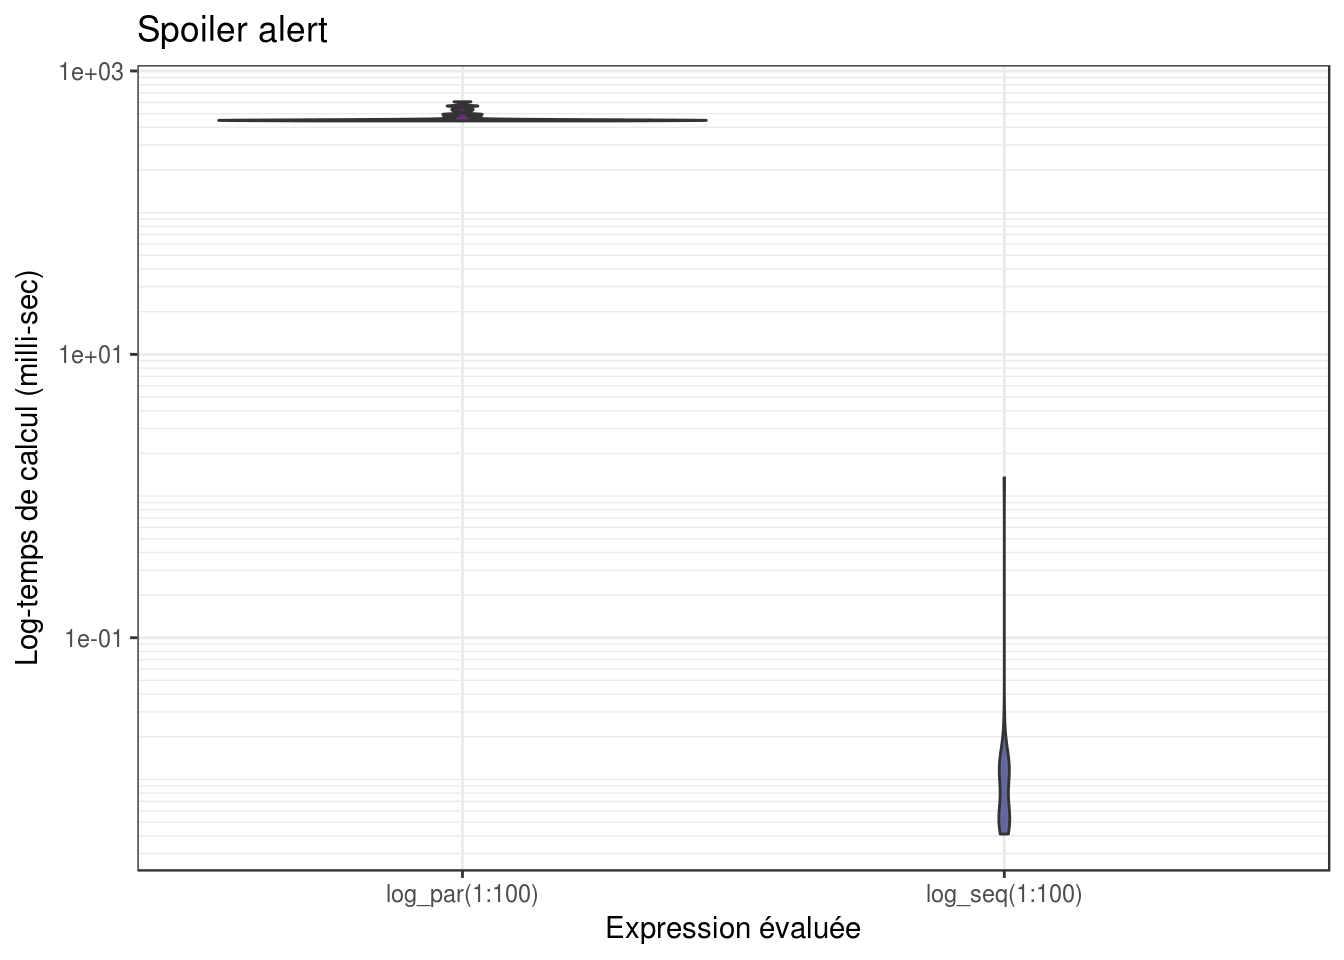 Spoiler alert
1e+03
1e+01
1e-01
Log-temps de calcul (milli-sec)
log_par(1:100)
log_seq(1:100)
Expression évaluée